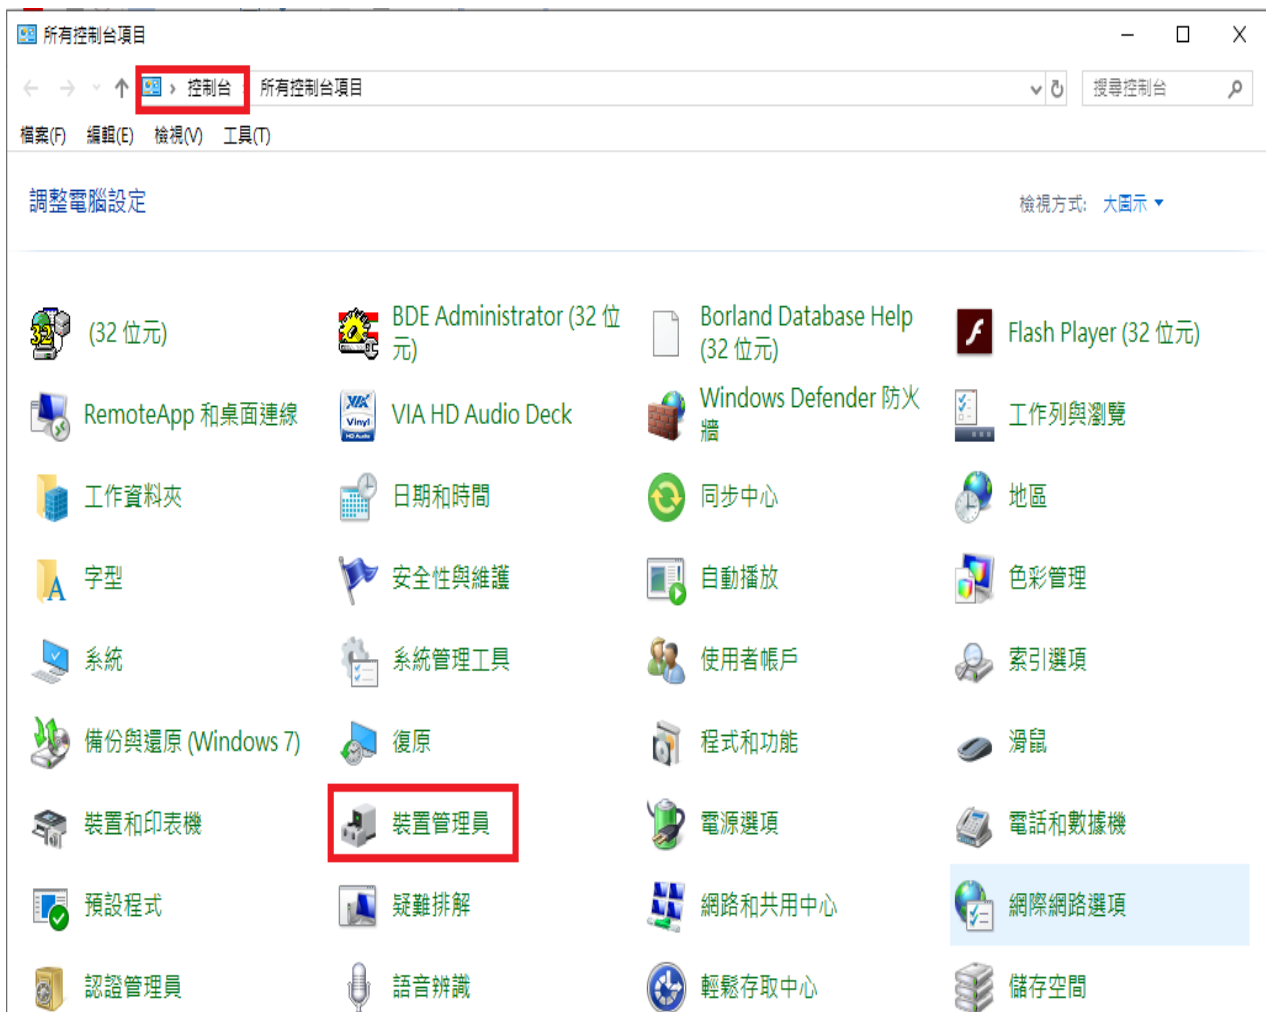 所有控制台項目
控制台 所有控制台項目
搜尋控制台
檔案(F) 編輯(E) 檢視(V) 工具(T)
調整電腦設定
檢視方式: 大圖示
32
(32 位元)
BDE Administrator (32 位
元)
Borland Database Help
(32 位元)
Flash Player (32 位元)
RemoteApp 和桌面連線
VIA
Vinyl
HD Audio
VIA HD Audio Deck
Windows Defender 防火
牆
工作列與瀏覽
工作資料夾
日期和時間
同步中心
地區
A
字型
安全性與維護
自動播放
色彩管理
系統
系統管理工具
使用者帳戶
索引選項
備份與還原 (Windows 7)
復原
程式和功能
滑鼠
裝置和印表機
裝置管理員
電源選項
電話和數據機
預設程式
疑難排解
網路和共用中心
網際網路選項
認證管理員
語音辨識
輕鬆存取中心
儲存空間